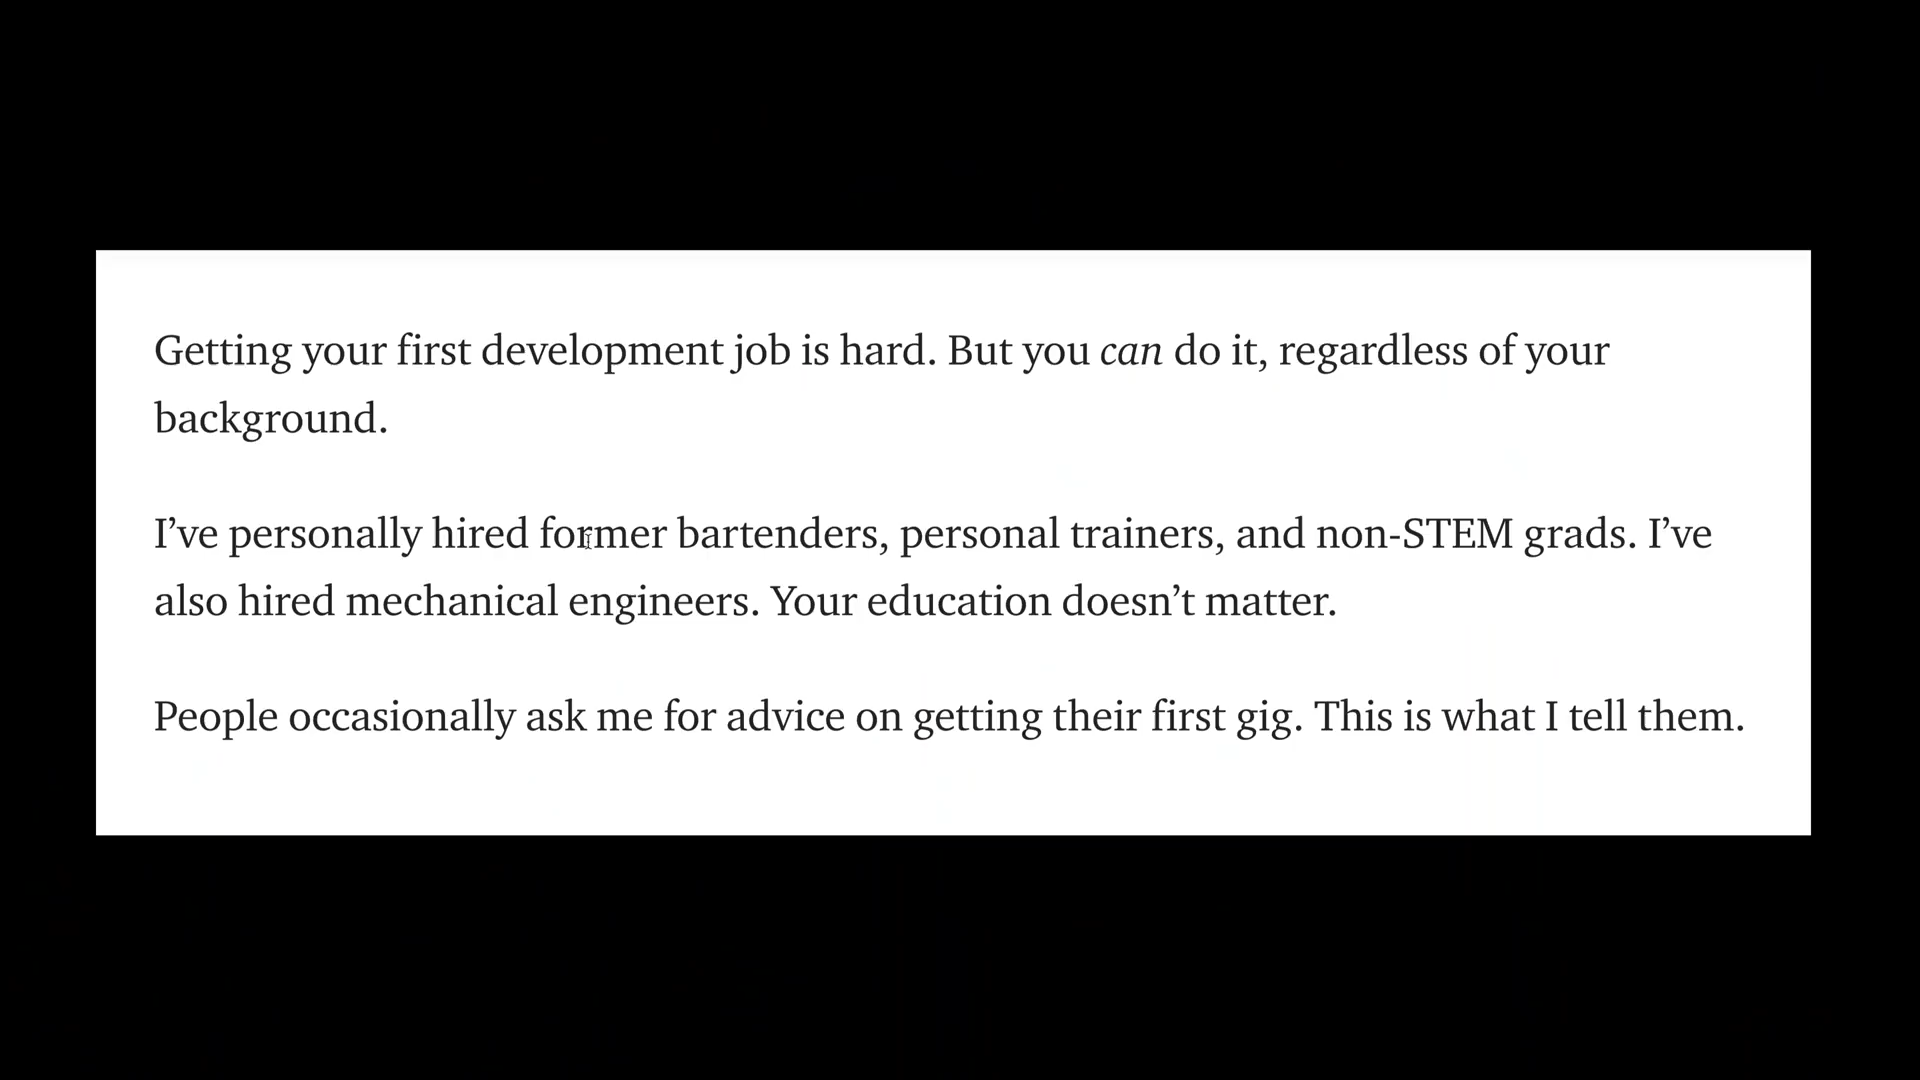 Getting your first development job is hard. But you can do it, regardless of your
background.
I’ve personally hired former bartenders, personal trainers, and non-STEM grads. I’ve
also hired mechanical engineers. Your education doesn’t matter.
People occasionally ask me for advice on getting their first gig. This is what I tell them.